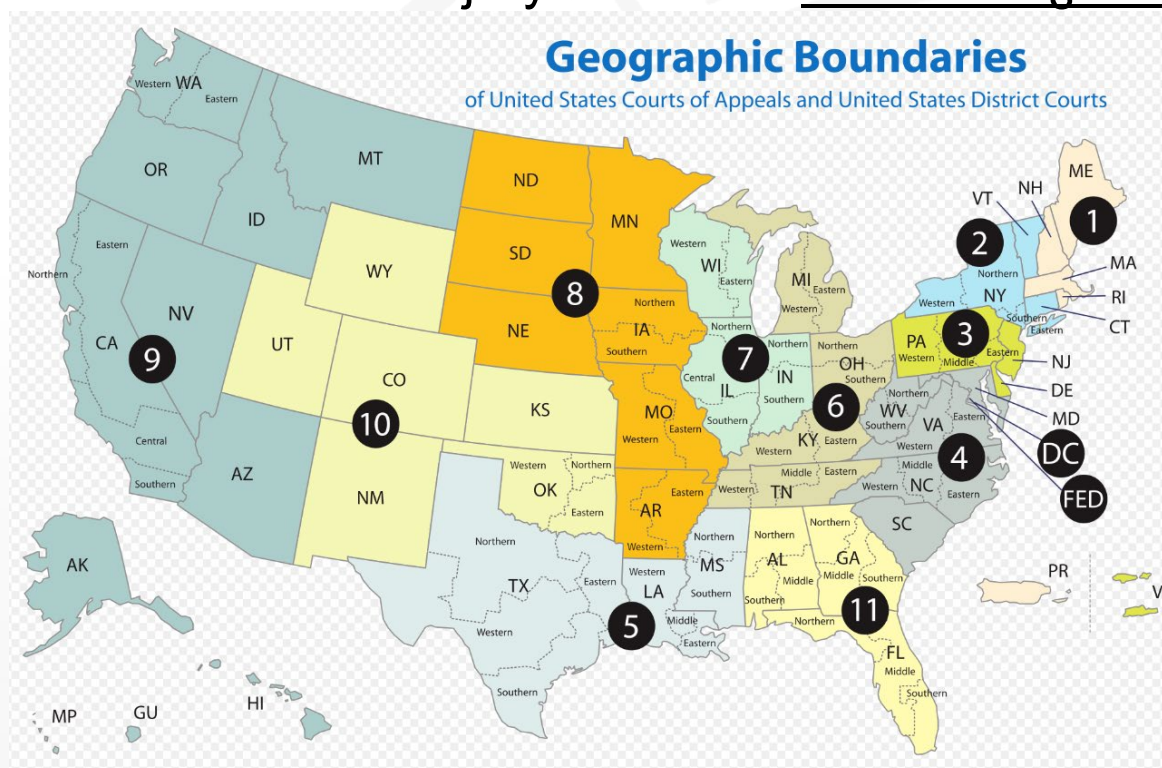 Geographic Boundaries
of United States Courts of Appeals and United States District Courts
Western WA
Eastern
OR
ID
MT
ND
MN
SD
8
NE
WY
UT
CO
10
KS
NM
Northern
Eastern
CA
NV
9
Central
Southern
AZ
Western
WI
Eastern
MI
Eastern
Western
Northern
IA
Southern
Northern
7
Central
IL
Southern
Northern
IN
Southern
MO
Eastern
Western
Northern
OH
Southern
6
KY
Western
Eastern
Western
Middle
Eastern
TN
Western
Northern
OK
Eastern
AR
Eastern
Western
ME
NH
VT
1
2
Northern
Western
NY
Southern
Eastern
MA
RI
CT
3
PA
Western
Middle
Eastern
NJ
DE
MD
DC
FED
Northern
WV
Southern
VA
Eastern
Western
4
Middle
Western
NC
Eastern
SC
Northern
TX
Eastern
Western
Southern
5
Western
LA
Middle
Eastern
Northern
MS
Southern
Northern
AL
Middle
Southern
Northern
GA
Middle
Southern
11
Northern
FL
Middle
Southern
PR
V
AK
HI
MP
GU